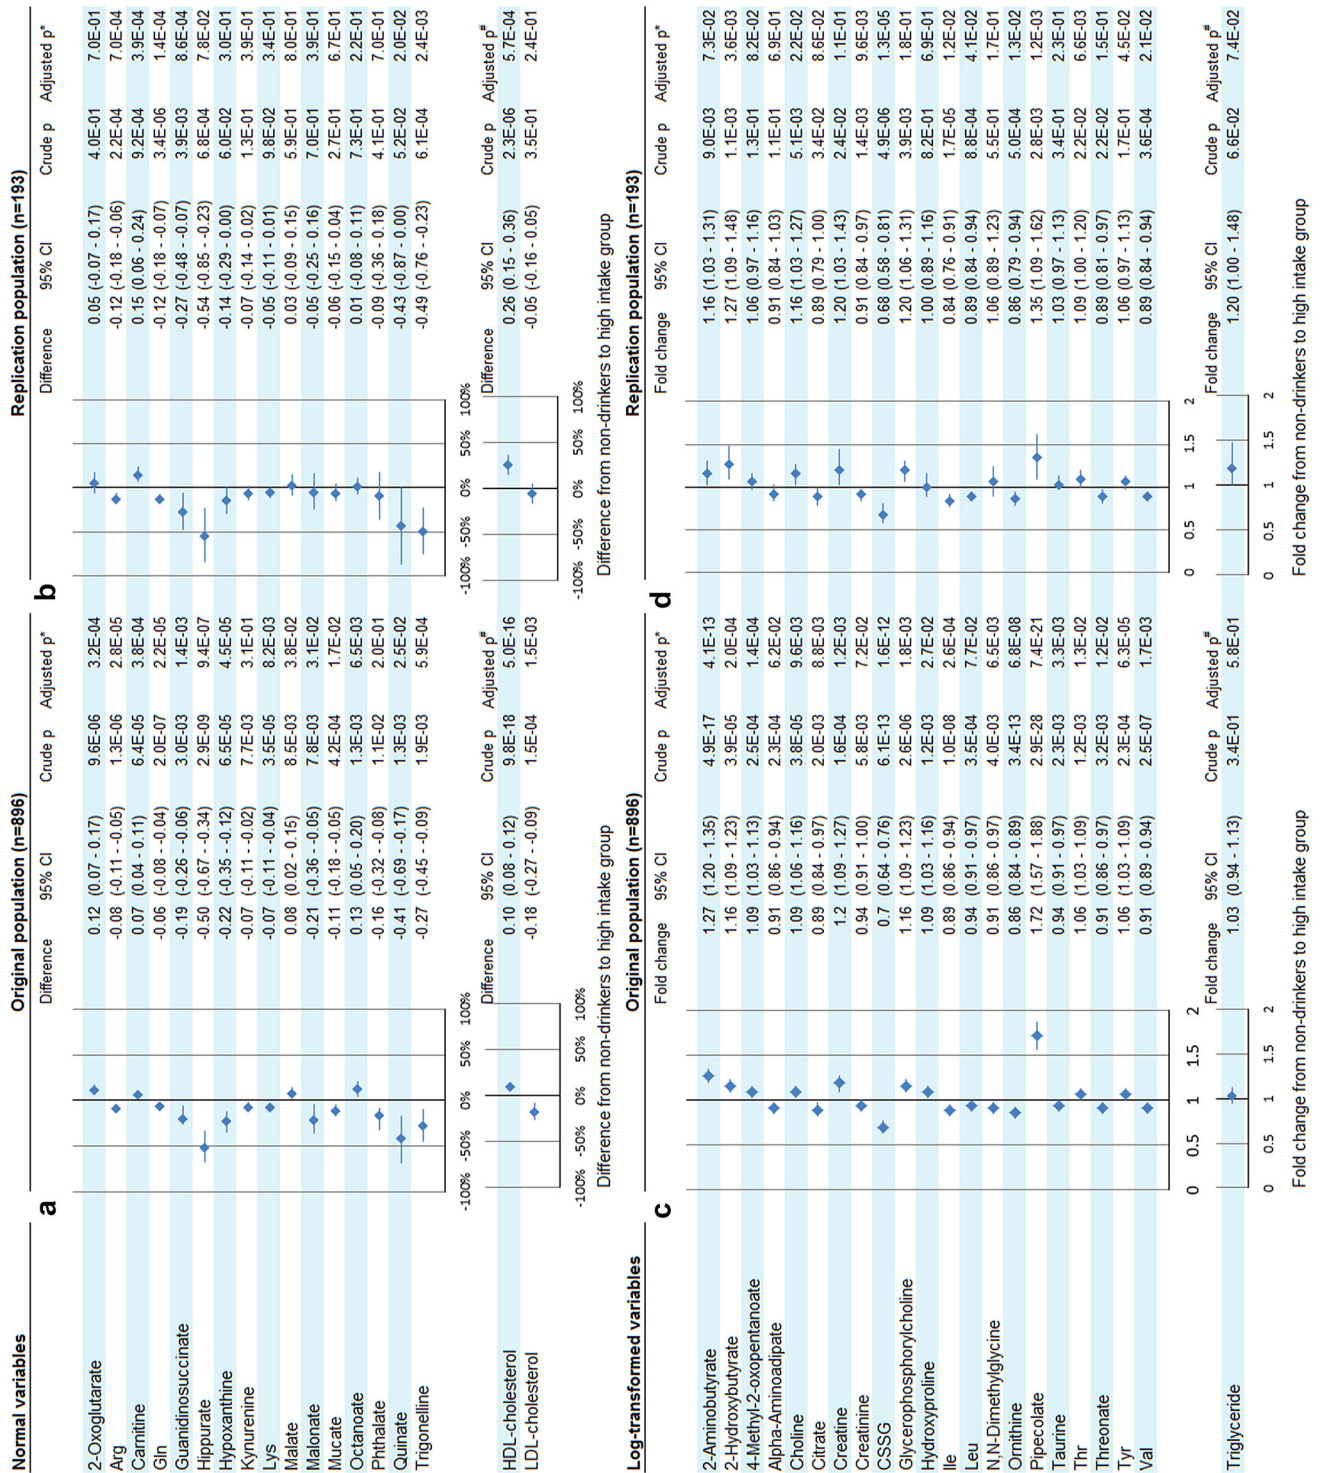 Normal variables a Original population (n=896) b Replication population (n=193)
Difference 95% CI Crude p Adjusted p* Difference 95% CI Crude p Adjusted p*
2-Oxoglutarate 0.12 (0.07 - 0.17) 9.6E-06 3.2E-04 0.05 (-0.07 - 0.17) 4.0E-01 7.0E-01
Arg -0.08 (-0.11 - -0.05) 1.3E-06 2.8E-05 -0.12 (-0.18 - -0.06) 2.2E-04 7.0E-04
Carnitine 0.07 (0.04 - 0.11) 6.4E-05 3.8E-04 0.15 (0.06 - 0.24) 9.2E-04 3.9E-04
Gln -0.06 (-0.08 - -0.04) 2.0E-07 2.2E-05 -0.12 (-0.18 - -0.07) 3.4E-06 1.4E-04
Guanidinosuccinate -0.19 (-0.26 - -0.06) 3.0E-03 1.4E-03 -0.27 (-0.48 - -0.07) 3.9E-03 8.6E-04
Hippurate -0.50 (-0.67 - -0.34) 2.9E-09 9.4E-07 -0.54 (-0.85 - -0.23) 6.8E-04 7.8E-02
Hypoxanthine -0.22 (-0.35 - -0.12) 6.5E-05 4.5E-05 -0.14 (-0.29 - 0.00) 6.0E-02 3.0E-01
Kynurenine -0.07 (-0.11 - -0.02) 7.7E-03 3.1E-01 -0.07 (-0.14 - 0.02) 1.3E-01 3.9E-01
Lys -0.07 (-0.11 - -0.04) 3.5E-05 8.2E-03 -0.05 (-0.11 - 0.01) 9.8E-02 3.4E-01
Malate 0.08 (0.02 - 0.15) 8.5E-03 3.8E-02 0.03 (-0.09 - 0.15) 5.9E-01 8.0E-01
Malonate -0.21 (-0.36 - -0.05) 7.8E-03 3.1E-02 -0.05 (-0.25 - 0.16) 7.0E-01 3.9E-01
Mucate -0.11 (-0.18 - -0.05) 4.2E-04 1.7E-02 -0.06 (-0.15 - 0.04) 2.7E-01 6.7E-01
Octanoate 0.13 (0.05 - 0.20) 1.3E-03 6.5E-03 0.01 (-0.08 - 0.11) 7.3E-01 2.2E-01
Phthalate -0.16 (-0.32 - 0.08) 1.1E-02 2.0E-01 -0.09 (-0.36 - 0.18) 4.1E-01 7.0E-01
Quinate -0.41 (-0.69 - -0.17) 1.3E-03 2.5E-02 -0.43 (-0.87 - 0.00) 5.2E-02 2.0E-02
Trigonelline -0.27 (-0.45 - -0.09) 1.9E-03 5.9E-04 -0.49 (-0.76 - -0.23) 6.1E-04 2.4E-03
-100% -50% 0% 50% 100% -100% -50% 0% 50% 100%
Difference 95% CI Crude p Adjusted p# Difference 95% CI Crude p Adjusted p#
HDL-cholesterol 0.10 (0.08 - 0.12) 9.8E-18 5.0E-16 0.26 (0.15 - 0.36) 2.3E-06 5.7E-04
LDL-cholesterol -0.18 (-0.27 - -0.09) 1.5E-04 1.5E-03 -0.05 (-0.16 - 0.05) 3.5E-01 2.4E-01
-100% -50% 0% 50% 100% -100% -50% 0% 50% 100%
Difference from non-drinkers to high intake group Difference from non-drinkers to high intake group
Log-transformed variables c Original population (n=896) d Replication population (n=193)
Fold change 95% CI Crude p Adjusted p* Fold change 95% CI Crude p Adjusted p*
2-Aminobutyrate 1.27 (1.20 - 1.35) 4.9E-17 4.1E-13 1.16 (1.03 - 1.31) 9.0E-03 7.3E-02
2-Hydroxybutyrate 1.16 (1.09 - 1.23) 3.9E-05 2.0E-04 1.27 (1.09 - 1.48) 1.1E-03 3.6E-03
4-Methyl-2-oxopentanoate 1.09 (1.03 - 1.13) 2.5E-04 1.4E-04 1.06 (0.97 - 1.16) 1.3E-01 8.2E-02
Alpha-Aminoadipate 0.91 (0.86 - 0.94) 2.3E-04 6.2E-02 0.91 (0.84 - 1.03) 1.1E-01 6.9E-01
Choline 1.09 (1.06 - 1.16) 3.8E-05 9.6E-03 1.16 (1.03 - 1.27) 5.1E-03 2.2E-02
Citrate 0.89 (0.84 - 0.97) 2.0E-03 8.8E-03 0.89 (0.79 - 1.00) 3.4E-02 8.6E-02
Creatine 1.2 (1.09 - 1.27) 1.6E-04 1.2E-03 1.20 (1.03 - 1.43) 2.4E-02 1.1E-01
Creatinine 0.94 (0.91 - 1.00) 5.8E-03 7.2E-02 0.91 (0.84 - 0.97) 1.4E-03 9.6E-03
CSSG 0.7 (0.64 - 0.76) 6.1E-13 1.6E-12 0.68 (0.58 - 0.81) 4.9E-06 1.3E-05
Glycerophosphorylcholine 1.16 (1.09 - 1.23) 2.6E-06 1.8E-03 1.20 (1.06 - 1.31) 3.9E-03 1.8E-01
Hydroxyproline 1.09 (1.03 - 1.16) 1.2E-03 2.7E-02 1.00 (0.89 - 1.16) 8.2E-01 6.9E-01
Ile 0.89 (0.86 - 0.94) 1.0E-08 2.6E-04 0.84 (0.76 - 0.91) 1.7E-05 1.2E-02
Leu 0.94 (0.91 - 0.97) 3.5E-04 7.7E-02 0.89 (0.84 - 0.94) 8.8E-04 4.1E-02
N,N-Dimethylglycine 0.91 (0.86 - 0.97) 4.0E-03 6.5E-03 1.06 (0.89 - 1.23) 5.5E-01 1.7E-01
Ornithine 0.86 (0.84 - 0.89) 3.4E-13 6.8E-08 0.86 (0.79 - 0.94) 5.0E-04 1.3E-02
Pipecolate 1.72 (1.57 - 1.88) 2.9E-28 7.4E-21 1.35 (1.09 - 1.62) 2.8E-03 1.2E-03
Taurine 0.94 (0.91 - 0.97) 2.3E-03 3.3E-03 1.03 (0.97 - 1.13) 3.4E-01 2.3E-01
Thr 1.06 (1.03 - 1.09) 1.2E-03 1.3E-02 1.09 (1.00 - 1.20) 2.2E-02 6.6E-03
Threonate 0.91 (0.86 - 0.97) 3.2E-03 1.2E-02 0.89 (0.81 - 0.97) 2.2E-02 1.5E-01
Tyr 1.06 (1.03 - 1.09) 2.3E-04 6.3E-05 1.06 (0.97 - 1.13) 1.7E-01 4.5E-02
Val 0.91 (0.89 - 0.94) 2.5E-07 1.7E-03 0.89 (0.84 - 0.94) 3.6E-04 2.1E-02
0 0.5 1 1.5 2 0 0.5 1 1.5 2
Fold change 95% CI Crude p Adjusted p# Fold change 95% CI Crude p Adjusted p#
Triglyceride 1.03 (0.94 - 1.13) 3.4E-01 5.8E-01 1.20 (1.00 - 1.48) 6.6E-02 7.4E-02
0 0.5 1 1.5 2 0 0.5 1 1.5 2
Fold change from non-drinkers to high intake group Fold change from non-drinkers to high intake group